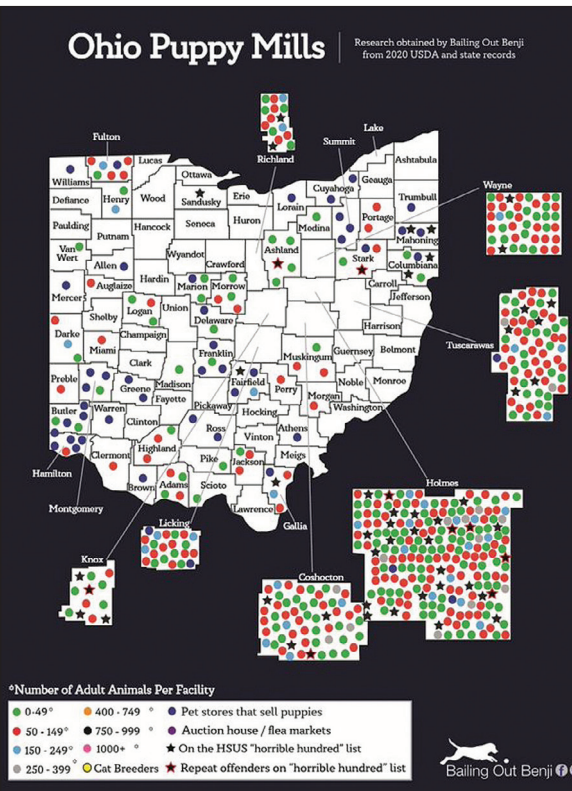 Ohio Puppy Mills
Research obtained by Bailing Out Benji
from 2020 USDA and state records
Lake
Fulton
Summit
Richland
Lucas
Ashtabula
Ottawa
Geauga
Williams
Cuyahoga
Wayne
Defiance
Henry
Wood
Sandusky
Erie
Lorain
Trumbull
Portage
Paulding
Hancock
Seneca
Huron
Medina
Putnam
Mahoning
Van
Wert
Wyandot
Crawford
Ashland
Stark
Columbiana
Allen
Hardin
Marion
Morrow
Carroll
Mercer
Auglaize
Jefferson
Logan
Union
Shelby
Delaware
Harrison
Darke
Champaign
Tuscarawas
Miami
Franklin
Muskingum
Guernsey
Belmont
Clark
Preble
Madison
Fairfield
Perry
Noble
Monroe
Greene
Fayette
Morgan
Butler
Warren
Pickaway
Washington
Clinton
Hocking
Ross
Athens
Vinton
Hamilton
Clermont
Highland
Pike
Jackson
Meigs
Holmes
Brown
Adams
Scioto
Montgomery
Lawrence
Licking
Gallia
Knox
Coshocton
*Number of Adult Animals Per Facility
0-49° 400 - 749 ° Pet stores that sell puppies
50 - 149° 750 - 999 ° Auction house / flea markets
150 - 249° 1000+ ° On the HSUS "horrible hundred" list
250 - 399° Cat Breeders Repeat offenders on "horrible hundred" list
Bailing Out Benji